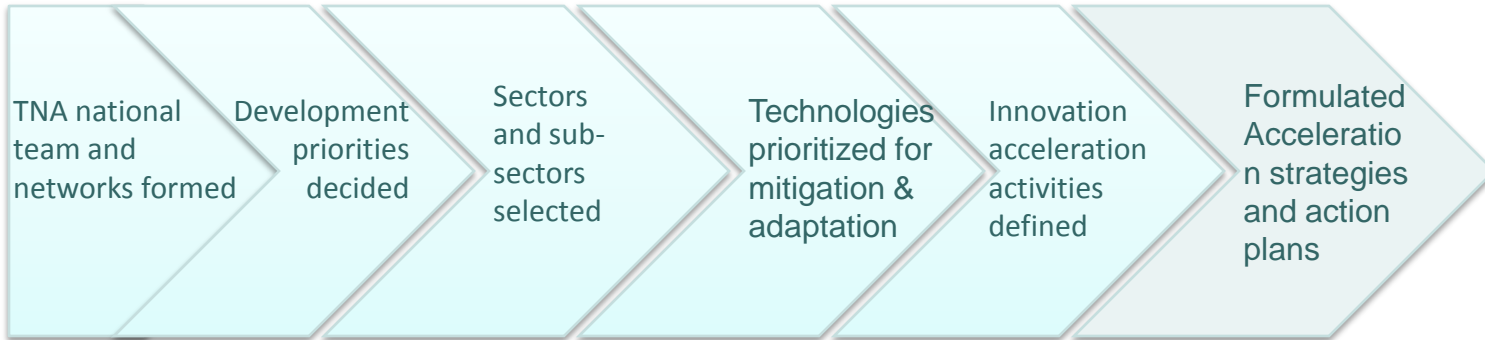 TNA national
team and
networks formed
Development
priorities
decided
Sectors
and sub-
sectors
selected
Technologies
prioritized for
mitigation &
adaptation
Innovation
acceleration
activities
defined
Formulated
Acceleratio
n strategies
and action
plans